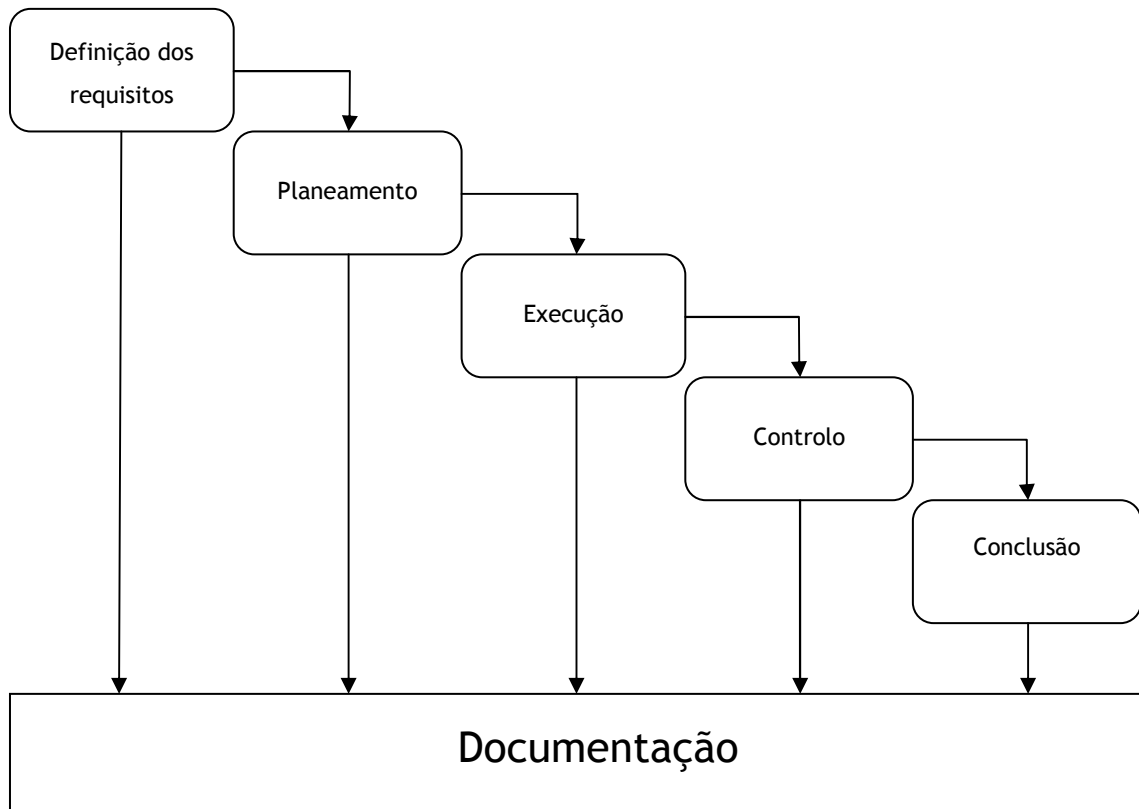 Definição dos
requisitos
Planeamento
Execução
Controlo
Conclusão
Documentação